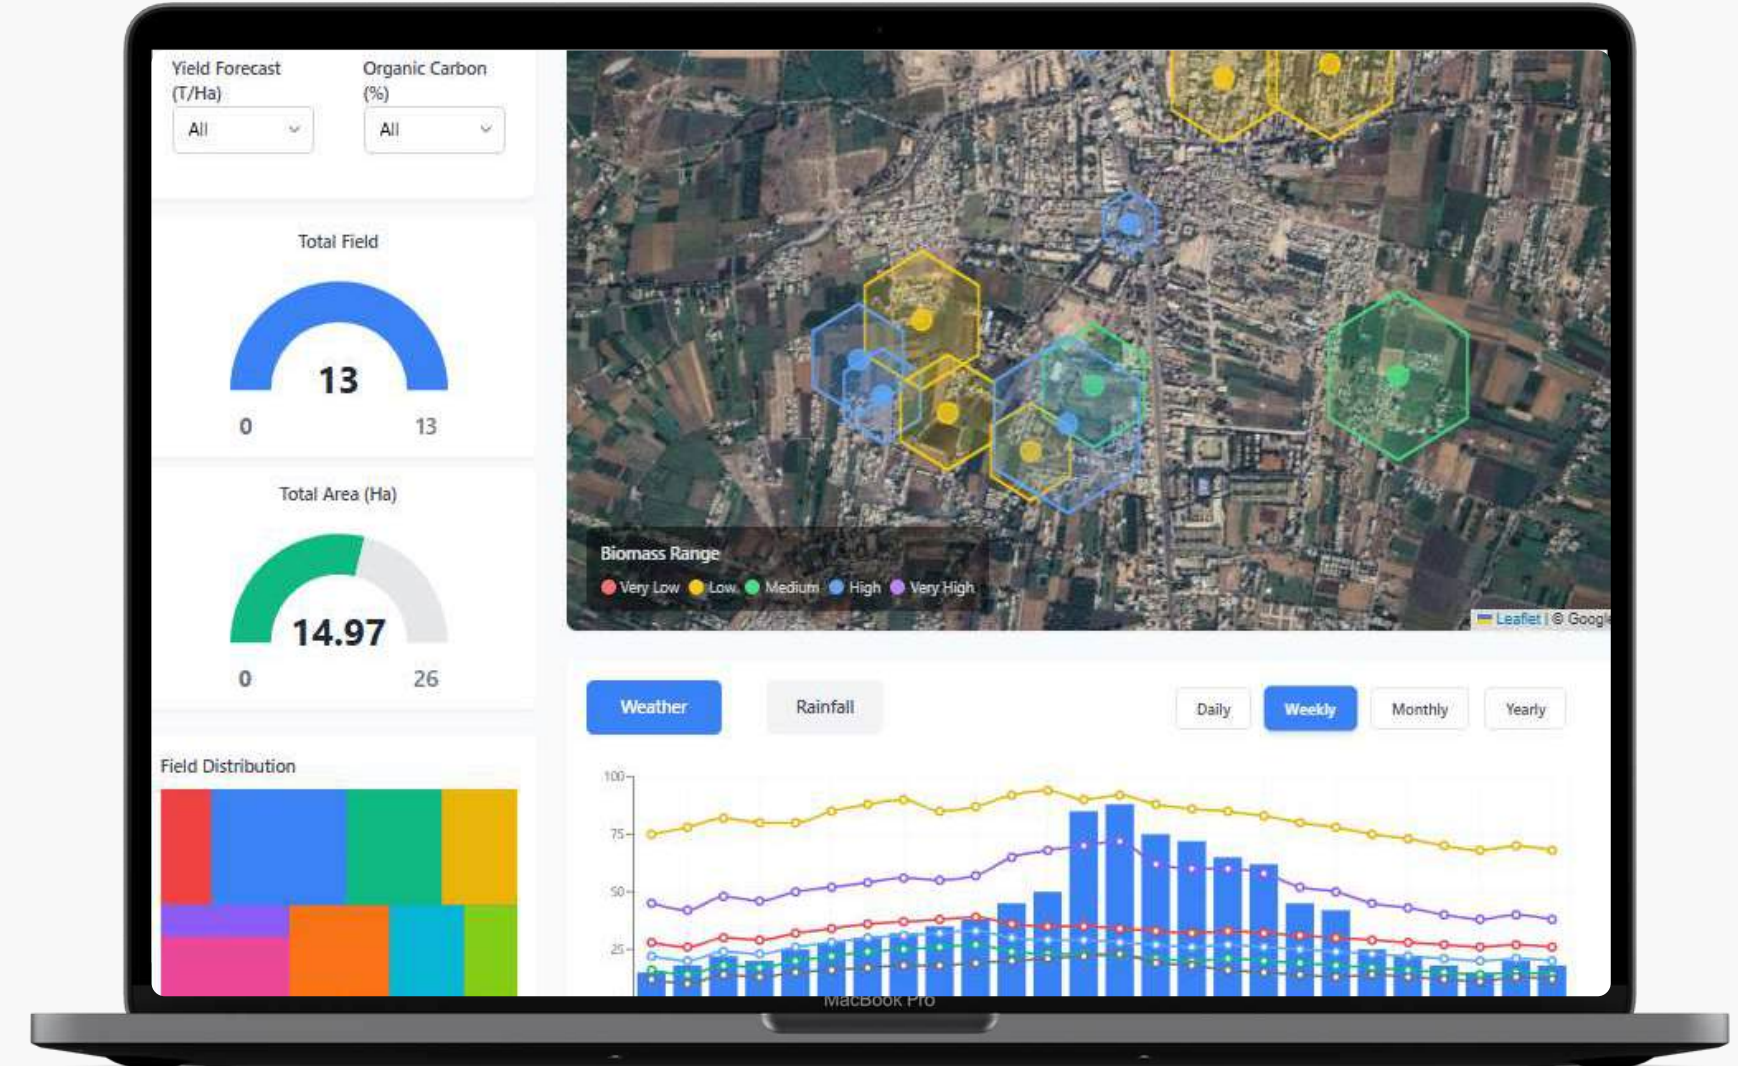 Yield Forecast
(T/Ha)
Organic Carbon
(%)
All
All
Total Field
13
0
13
Total Area (Ha)
14.97
0
26
Field Distribution
Biomass Range
Very Low
Low
Medium
High
Very High
Leaflet | © Google
Weather
Rainfall
Daily
Weekly
Monthly
Yearly
100
75
50
25
MacBook Pro